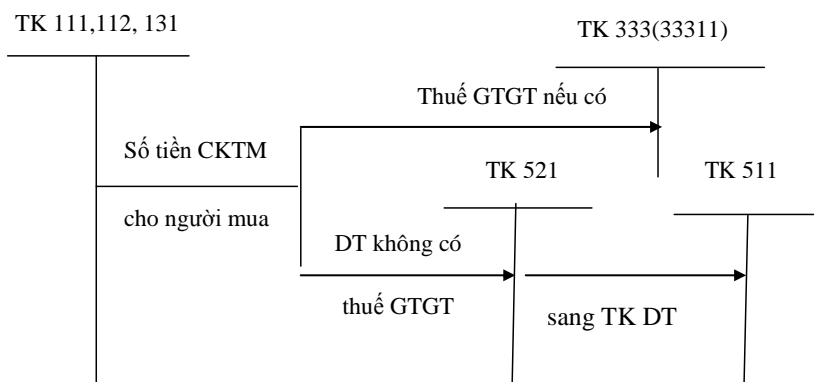 TK 111,112, 131
TK 333(33311)
Thuế GTGT nếu có
Số tiền CKTM
cho người mua
TK 521
TK 511
DT không có
thuế GTGT
sang TK DT